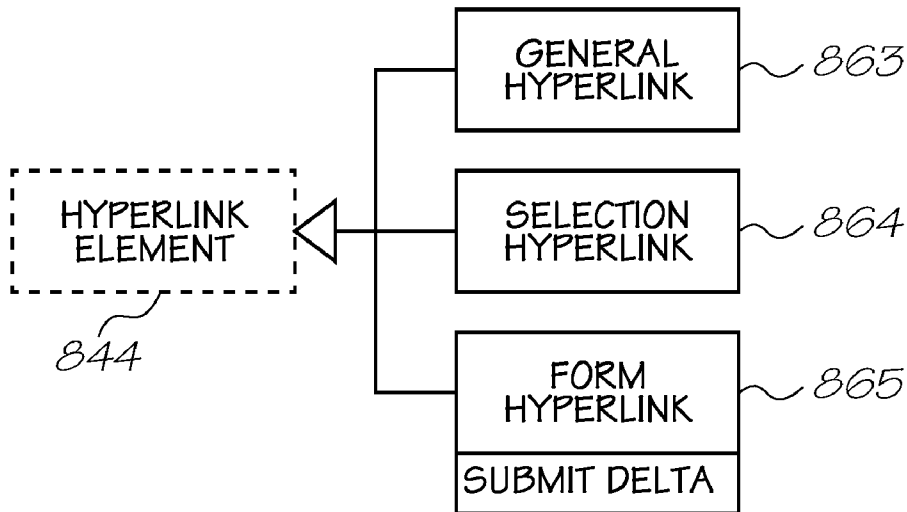 GENERAL
HYPERLINK
863
HYPERLINK
ELEMENT
844
SELECTION
HYPERLINK
864
FORM
HYPERLINK
865
SUBMIT DELTA